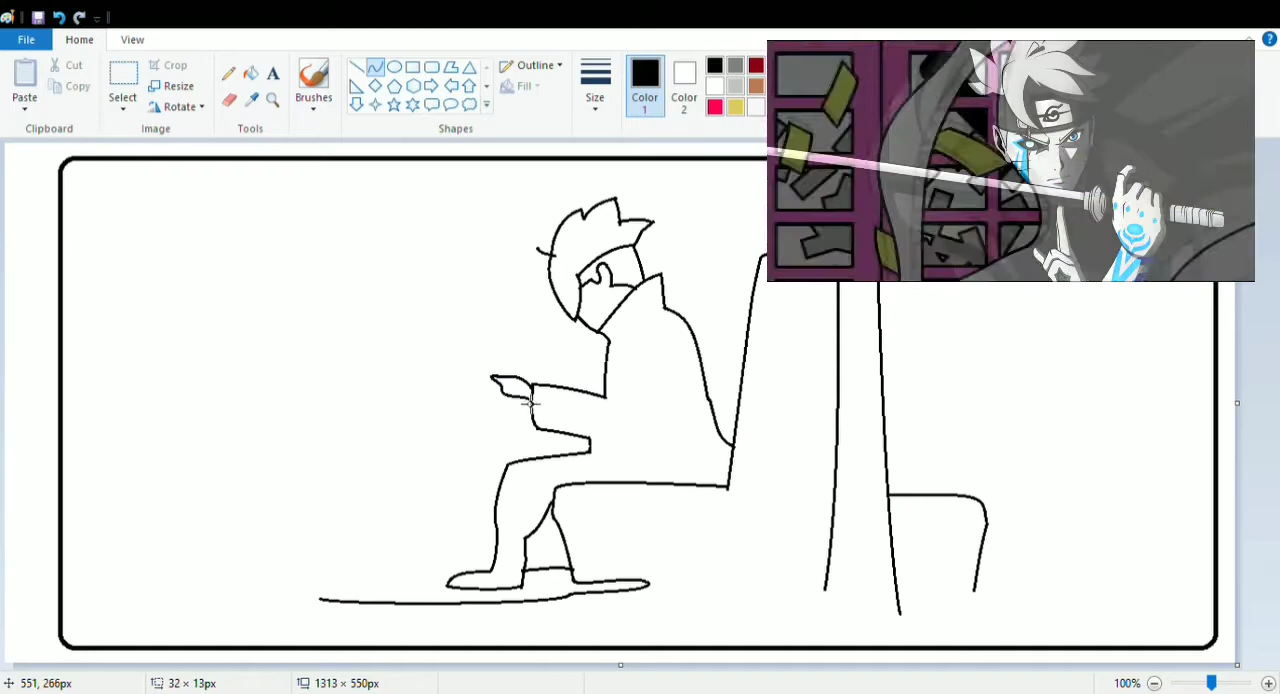 File Home View
Paste Cut Copy
Clipboard
Select Crop Resize Rotate
Image
A
Tools
Brushes
Shapes
Outline Fill
Size
Color 1
Color 2
?
551, 266px 32 × 13px 1313 × 550px 100%